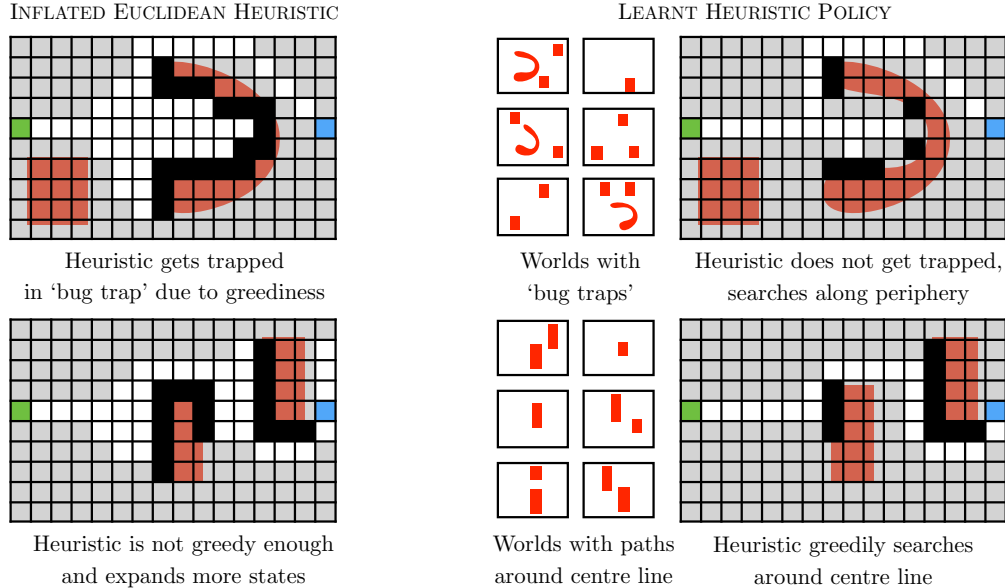 INFLATED EUCLIDEAN HEURISTIC
LEARNT HEURISTIC POLICY
Heuristic gets trapped
in ‘bug trap’ due to greediness
Worlds with
‘bug traps’
Heuristic does not get trapped,
searches along periphery
Heuristic is not greedy enough
and expands more states
Worlds with paths
around centre line
Heuristic greedily searches
around centre line